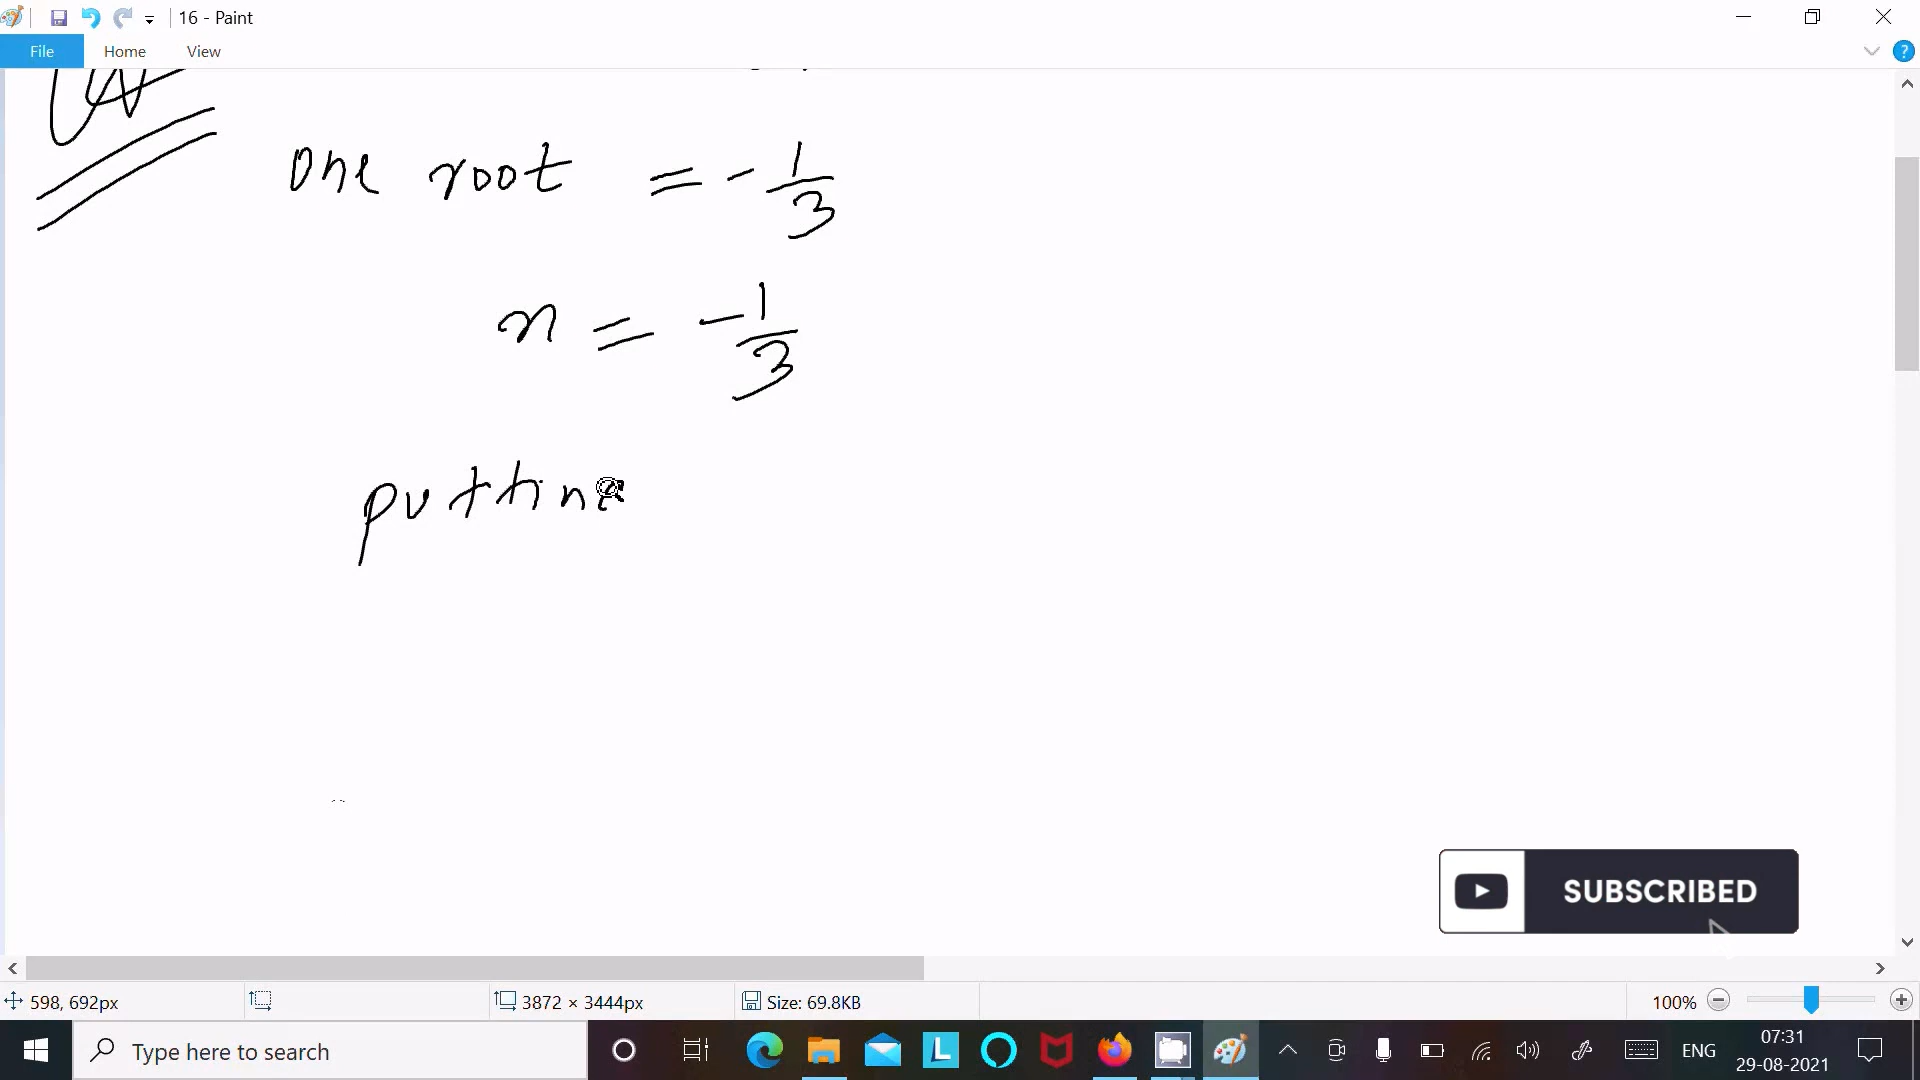 16 - Paint
File Home View
One root = - 1/3
x = - 1/3
putting
SUBSCRIBED
598, 692px 3872 × 3444px Size: 69.8KB 100%
Type here to search ENG 07:31
29-08-2021